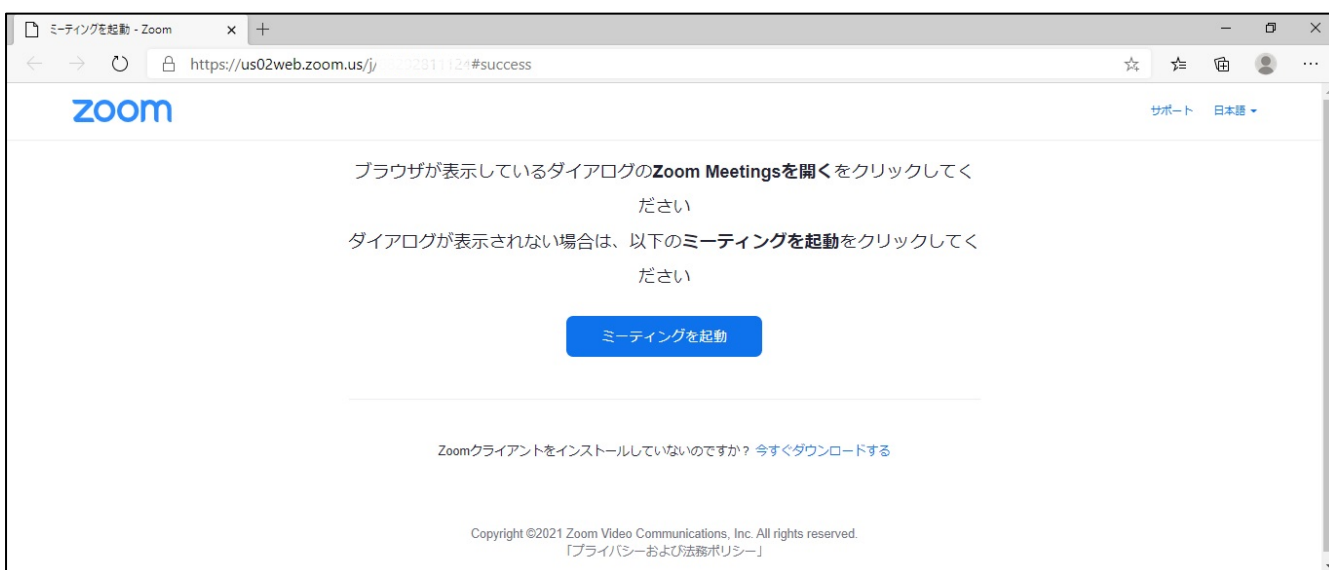 ミーティングを起動 - Zoom
https://us02web.zoom.us/j/ #success
zoom
サポート 日本語
ブラウザが表示しているダイアログのZoom Meetingsを開くをクリックしてく
ださい
ダイアログが表示されない場合は、以下のミーティングを起動をクリックしてく
ださい
ミーティングを起動
Zoomクライアントをインストールしていないのですか？ 今すぐダウンロードする
Copyright ©2021 Zoom Video Communications, Inc. All rights reserved.
「プライバシーおよび法務ポリシー」